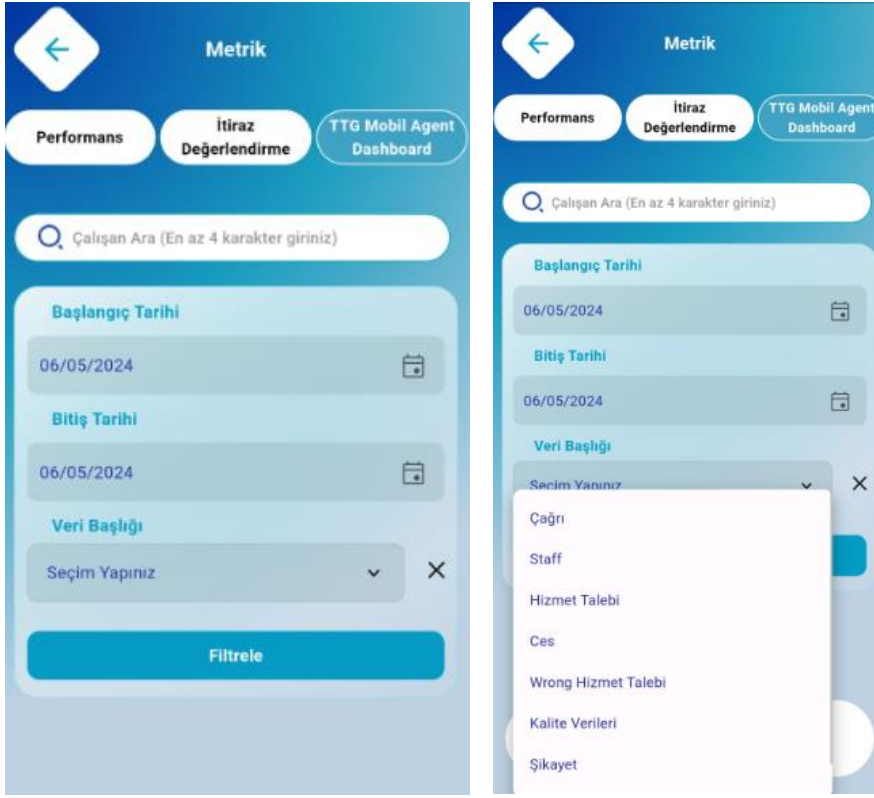 Metrik
Performans
İtiraz
Değerlendirme
TTG Mobil Agent
Dashboard
Çalışan Ara (En az 4 karakter giriniz)
Başlangıç Tarihi
06/05/2024
Bitiş Tarihi
06/05/2024
Veri Başlığı
Seçim Yapınız
Filtrele
Metrik
Performans
İtiraz
Değerlendirme
TTG Mobil Agent
Dashboard
Çalışan Ara (En az 4 karakter giriniz)
Başlangıç Tarihi
06/05/2024
Bitiş Tarihi
06/05/2024
Veri Başlığı
Seçim Yapınız
Çağrı
Staff
Hizmet Talebi
Ces
Wrong Hizmet Talebi
Kalite Verileri
Şikayet